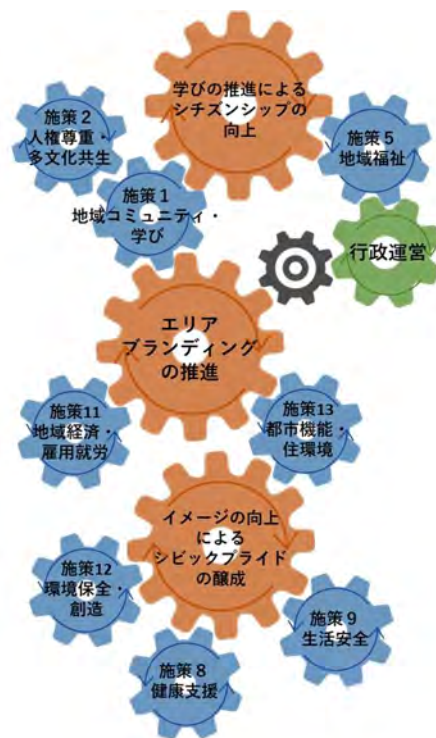 学びの推進による
シチズンシップの
向上
施策２
人権尊重・
多文化共生
施策５
地域福祉
施策１
地域コミュニティ・
学び
行政運営
エリア
ブランディング
の推進
施策11
地域経済・
雇用就労
施策13
都市機能・
住環境
イメージの向上
による
シビックプライド
の醸成
施策12
環境保全・
創造
施策９
生活安全
施策８
健康支援